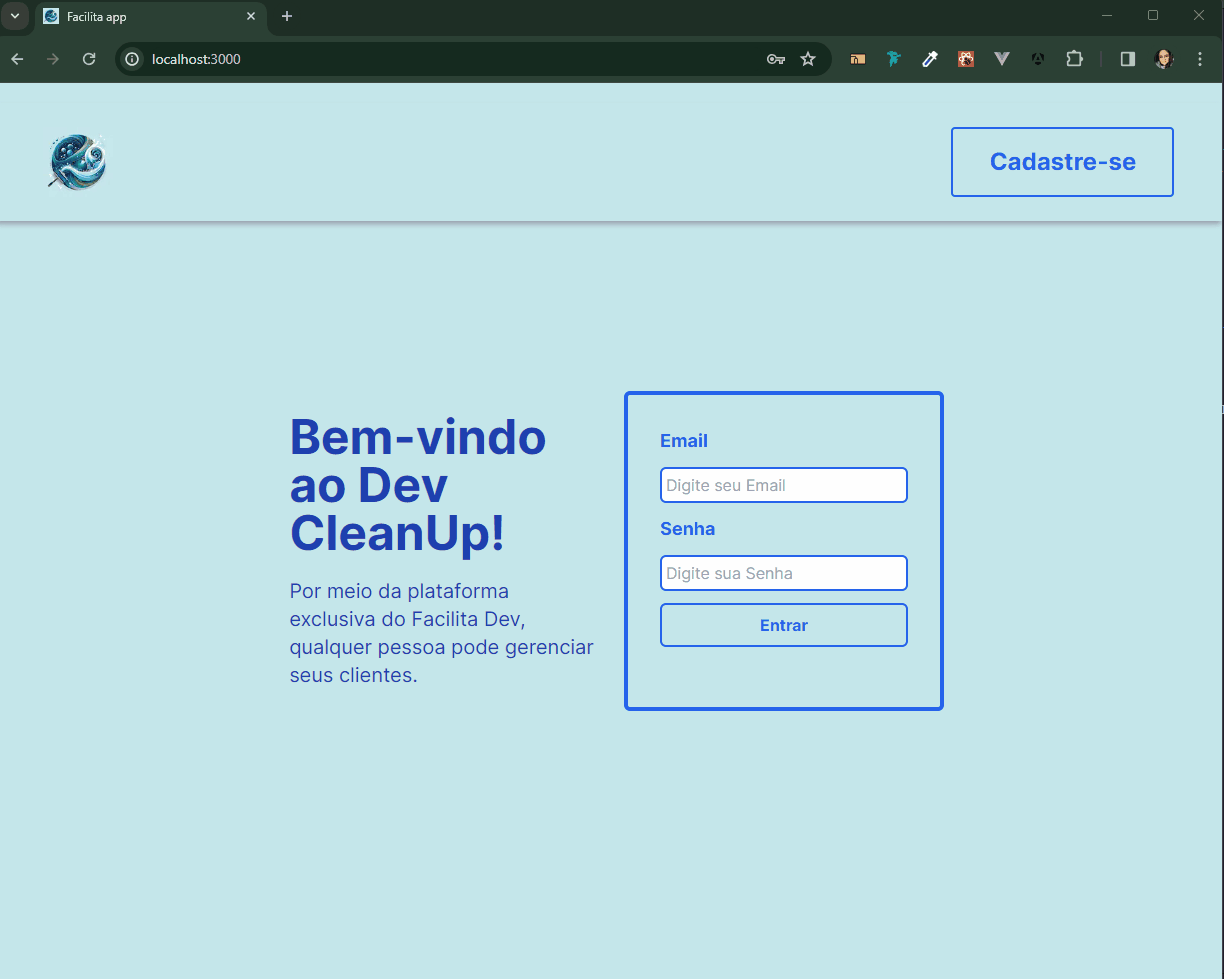 Facilita app
localhost:3000
Cadastre-se
Bem-vindo
ao Dev
CleanUp!
Por meio da plataforma
exclusiva do Facilita Dev,
qualquer pessoa pode gerenciar
seus clientes.
Email
Digite seu Email
Senha
Digite sua Senha
Entrar